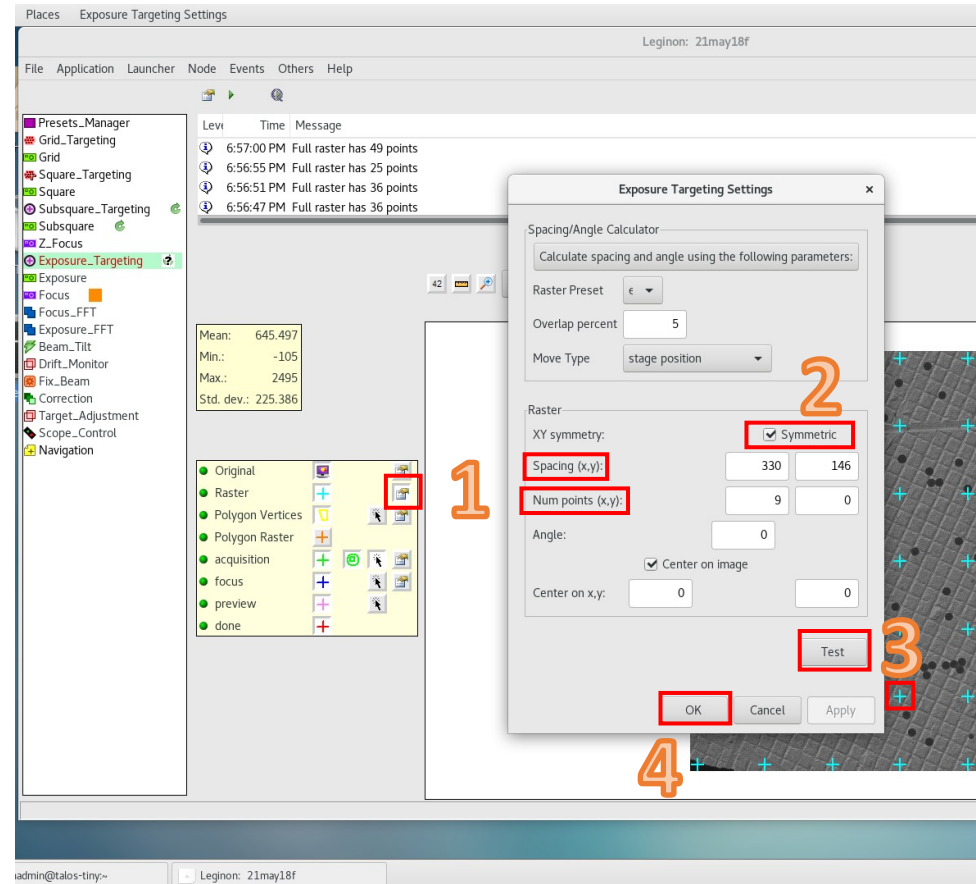 Places Exposure Targeting Settings
Leginon: 21may18f
File Application Launcher Node Events Others Help
Presets_Manager
Grid_Targeting
Grid
Square_Targeting
Square
Subsquare_Targeting
Subsquare
Z_Focus
Exposure_Targeting
Exposure
Focus
Focus_FFT
Exposure_FFT
Beam_Tilt
Drift_Monitor
Fix_Beam
Correction
Target_Adjustment
Scope_Control
Navigation
Time Message
6:57:00 PM Full raster has 49 points
6:56:55 PM Full raster has 25 points
6:56:51 PM Full raster has 36 points
6:56:47 PM Full raster has 36 points
42
Mean: 645.497
Min.: -105
Max.: 2495
Std. dev.: 225.386
Original
Raster
Polygon Vertices
Polygon Raster
acquisition
focus
preview
done
1
Exposure Targeting Settings ×
Spacing/Angle Calculator
Calculate spacing and angle using the following parameters:
Raster Preset
Overlap percent 5
Move Type stage position
2
Raster
XY symmetry: Symmetric
Spacing (x,y): 330 146
Num points (x,y): 9 0
Angle: 0
Center on image
Center on x,y: 0 0
Test
3
OK Cancel Apply
4
admin@talos-tiny:~ Leginon: 21may18f